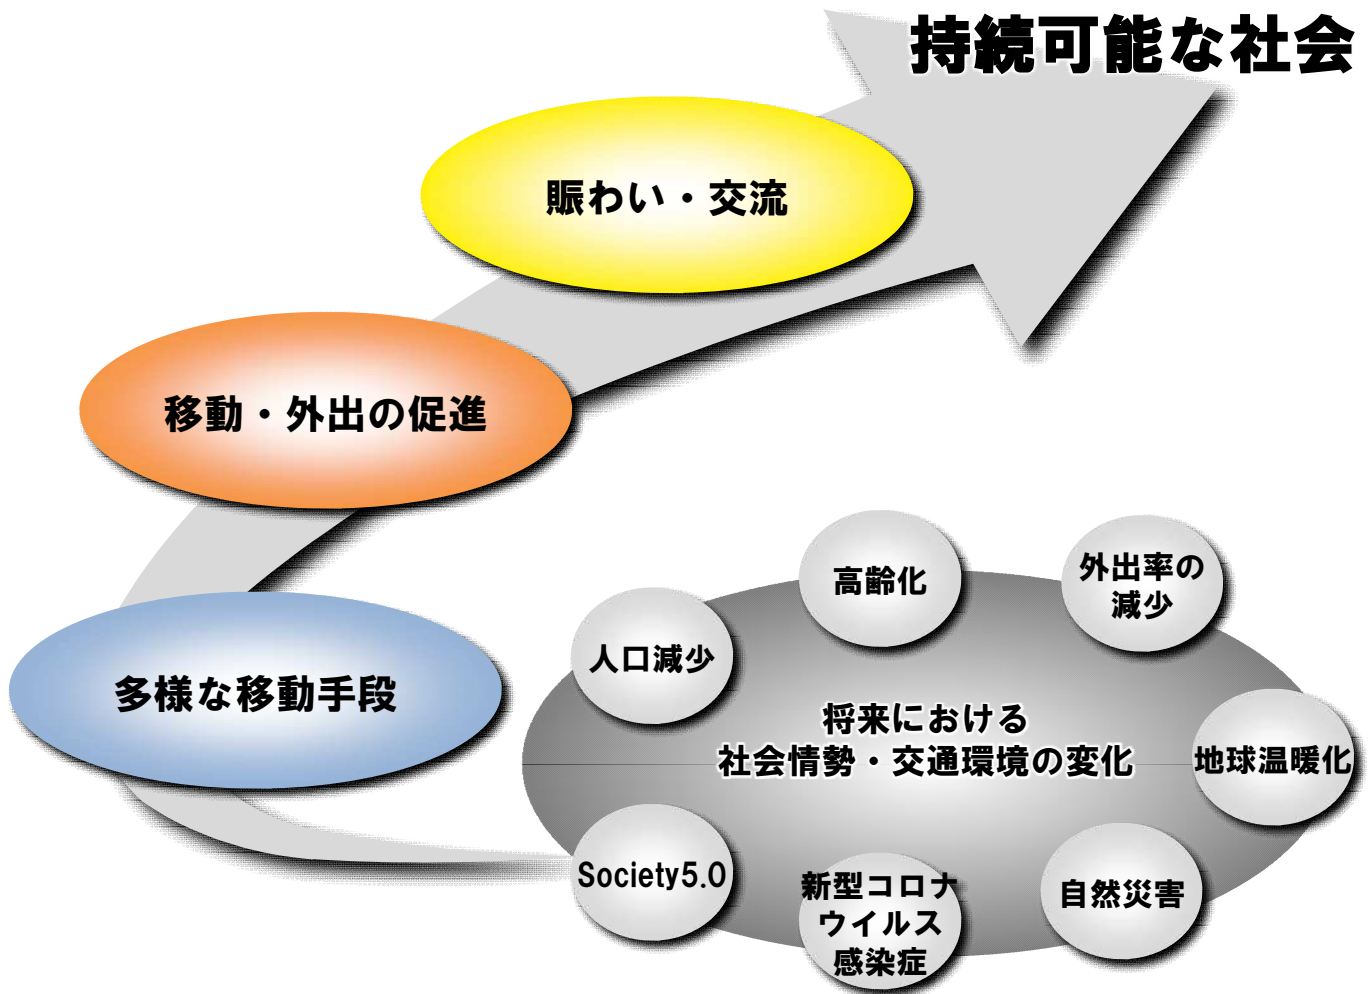 持続可能な社会
賑わい・交流
移動・外出の促進
多様な移動手段
高齢化
外出率の
減少
人口減少
将来における
社会情勢・交通環境の変化
地球温暖化
Society5.0
新型コロナ
ウイルス
感染症
自然災害